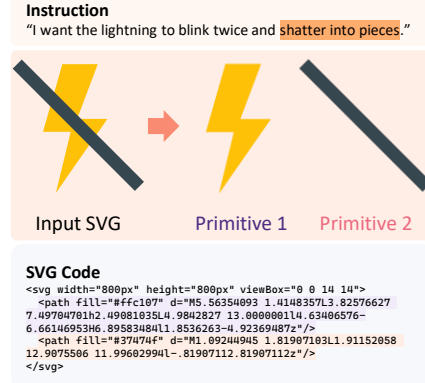 Instruction
“I want the lightning to blink twice and shatter into pieces.”
Input SVG
Primitive 1
Primitive 2
SVG Code
<svg width="800px" height="800px" viewBox="0 0 14 14">
<path fill="#ffc107" d="M5.56354093 1.4148357L3.82576627
7.49704701h2.49081035L4.9842827 13.0000001l4.63406576-
6.66146953H6.89583484l1.8536263-4.92369487z"/>
<path fill="#37474f" d="M1.09244945 1.81907103L1.91152058
12.9075506 11.99602994l-.81907112.81907112z"/>
</svg>